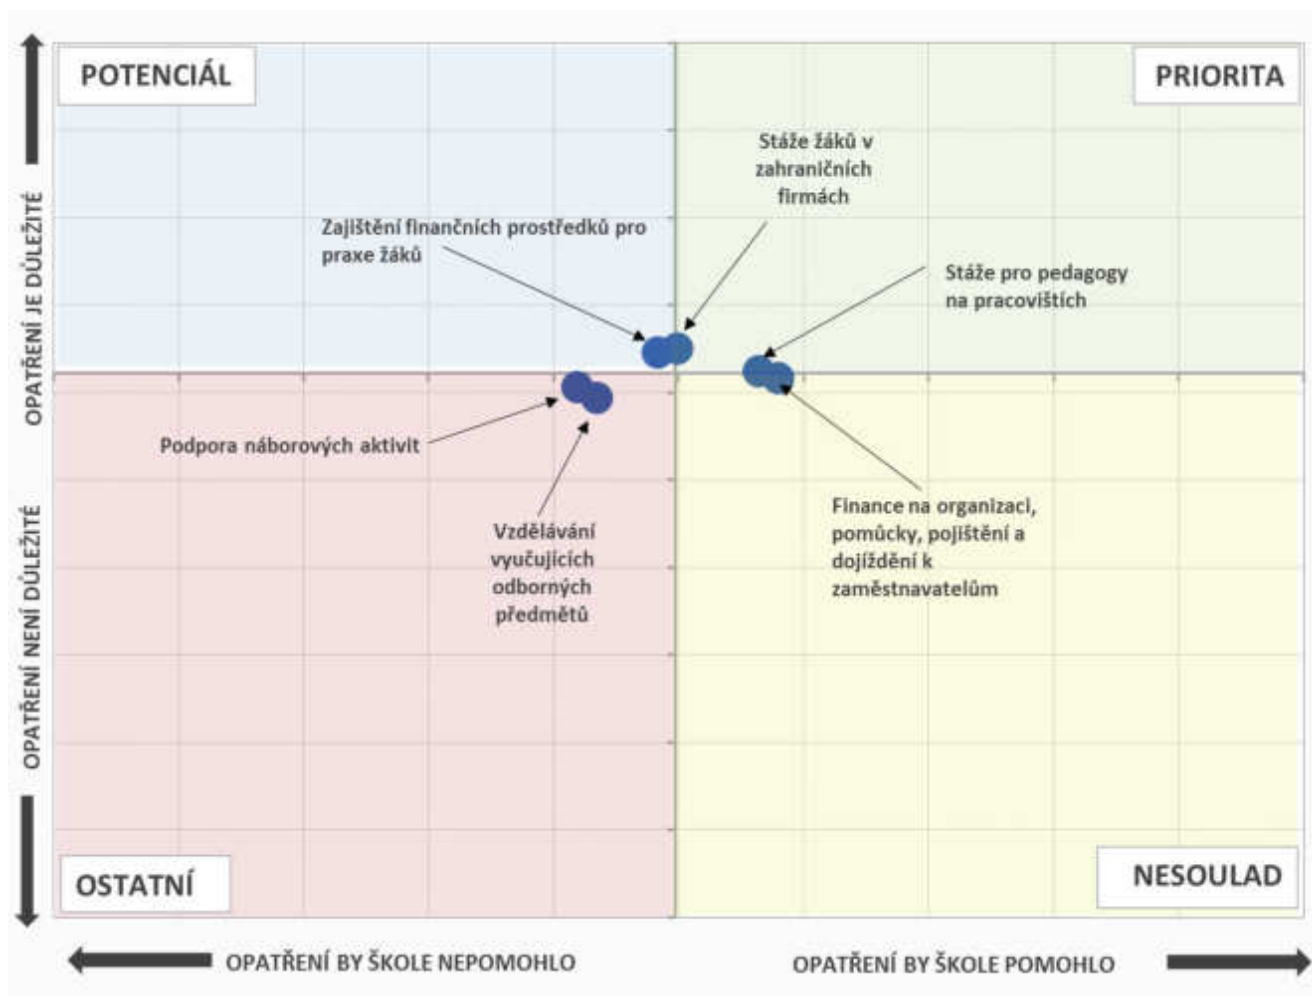 POTENCIÁL
PRIORITA
Stáže žáků v
zahraničních
firmách
Zajištění finančních prostředků pro
praxe žáků
Stáže pro pedagogy
na pracovištích
OPATŘENÍ JE DŮLEŽITÉ
Podpora náborových aktivit
Vzdělávání
vyučujících
odborných
předmětů
Finance na organizaci,
pomůcky, pojištění a
dojíždění k
zaměstnavatelům
OPATŘENÍ NENÍ DŮLEŽITÉ
OSTATNÍ
NESOULAD
OPATŘENÍ BY ŠKOLE NEPOMOHLO
OPATŘENÍ BY ŠKOLE POMOHLO